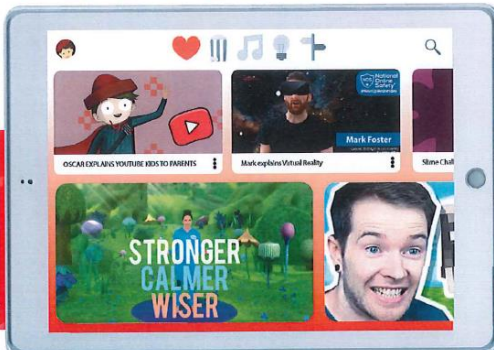 National
Online
Safety
Mark Foster
OSCAR EXPLAINS YOUTUBE KIDS TO PARENTS
Mark explains Virtual Reality
Slime Chal
STRONGER
CALMER
WISER